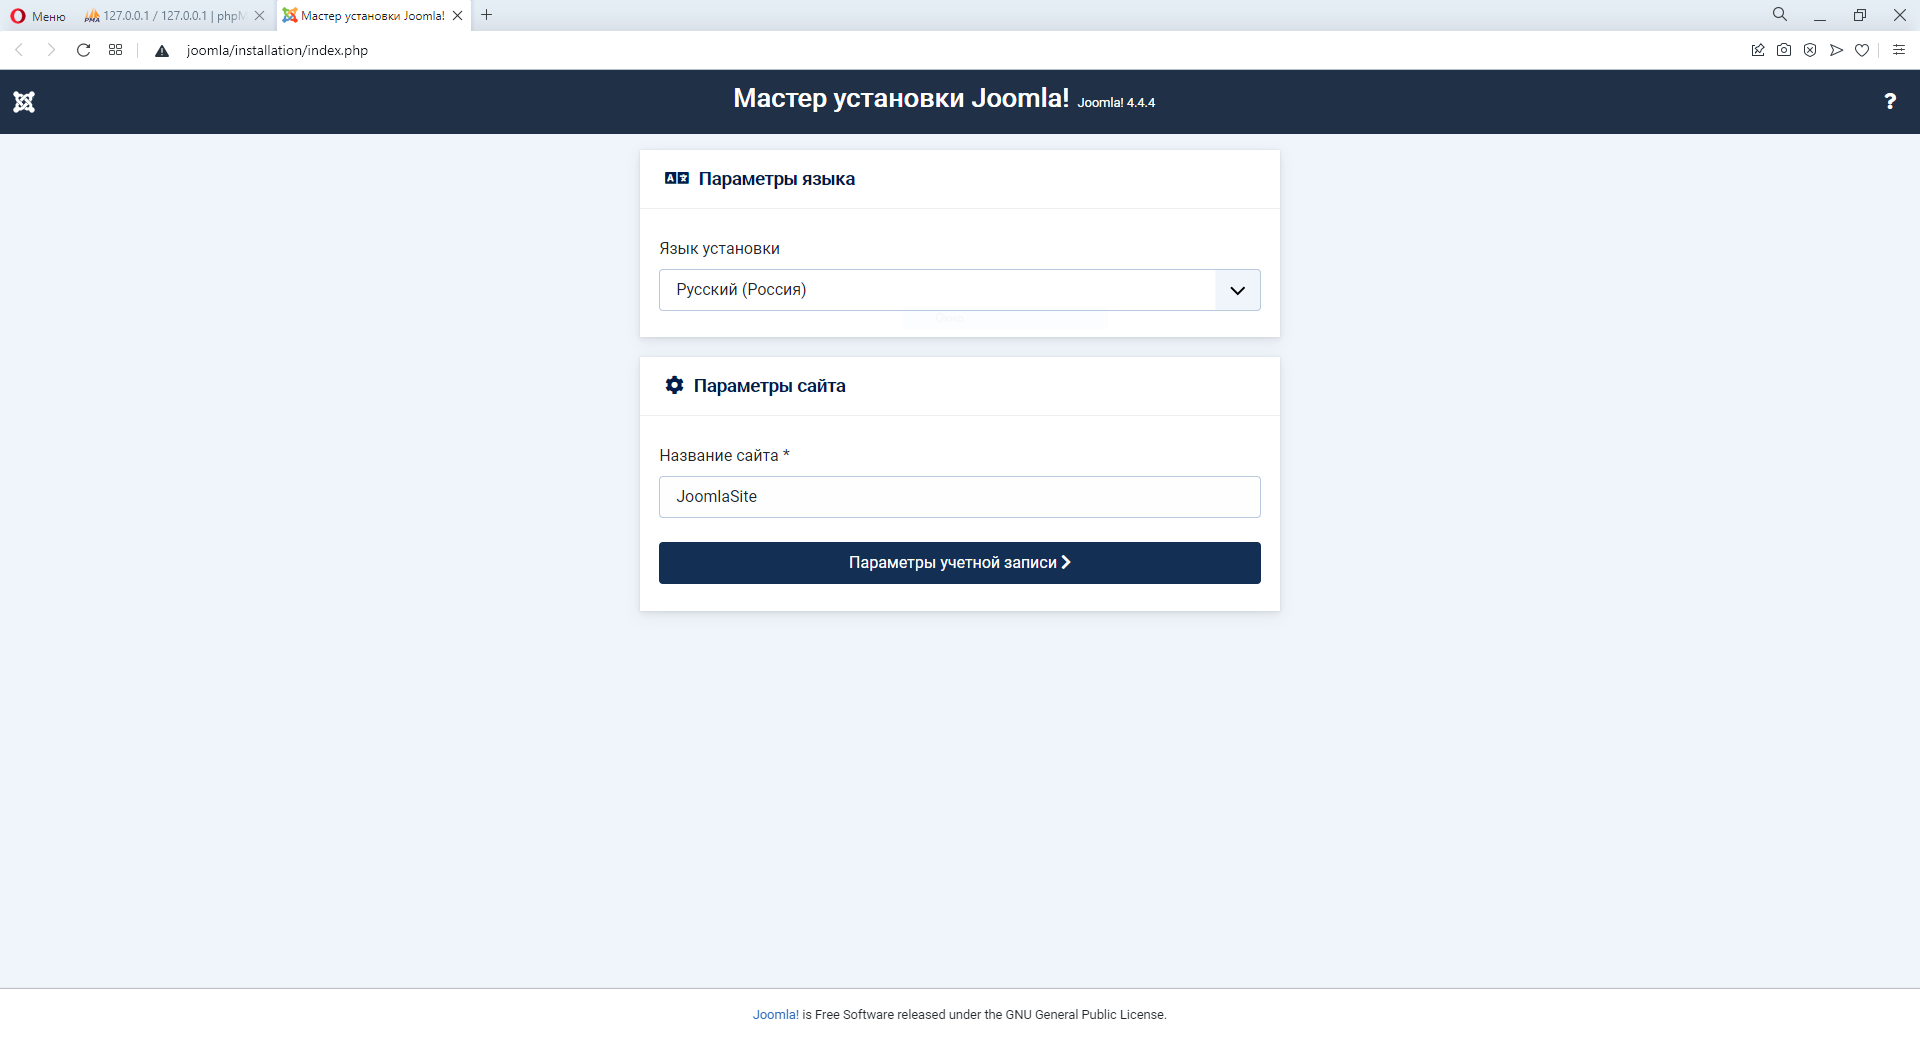 Меню
127.0.0.1 / 127.0.0.1 | phpM
Мастер установки Joomla!
joomla/installation/index.php
Мастер установки Joomla! Joomla! 4.4.4
?
Параметры языка
Язык установки
Русский (Россия)
Параметры сайта
Название сайта *
JoomlaSite
Параметры учетной записи
Joomla! is Free Software released under the GNU General Public License.